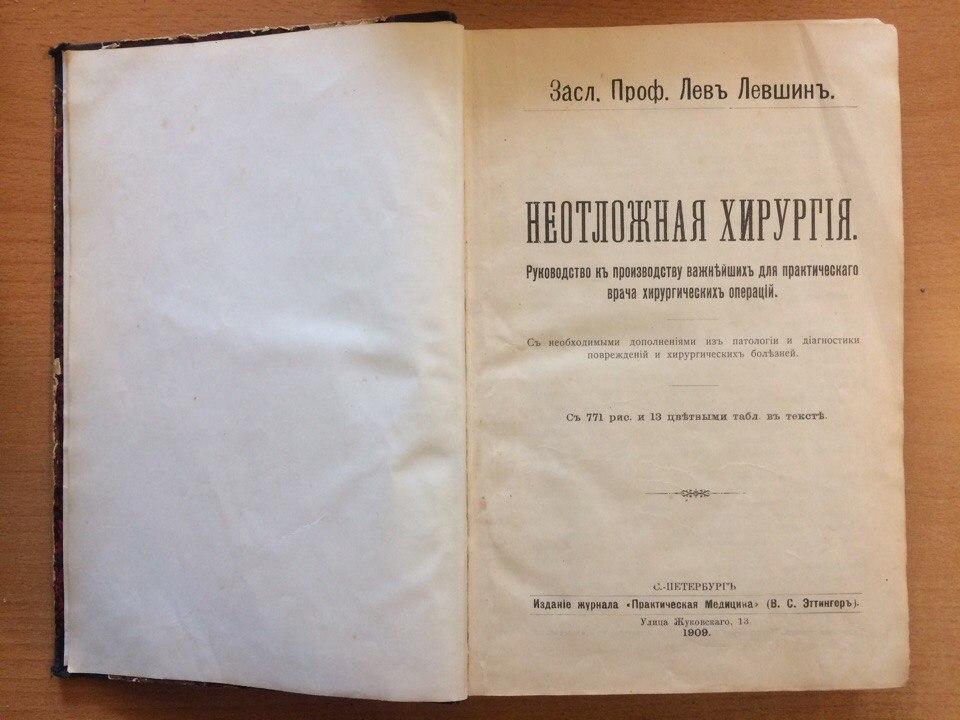 Засл. Проф. Левъ Левшинъ.
НЕОТЛОЖНАЯ ХИРУРГІЯ.
Руководство къ производству важнѣйшихъ для практическаго
врача хирургическихъ операцій.
Съ необходимыми дополненіями изъ патологіи и діагностики
поврежденій и хирургическихъ болѣзней.
Съ 771 рис. и 13 цвѣтными табл. въ текстѣ.
С.-ПЕТЕРБУРГЪ
Изданіе журнала «Практическая Медицина» (В. С. Эттингеръ).
Улица Жуковскаго, 13.
1909.